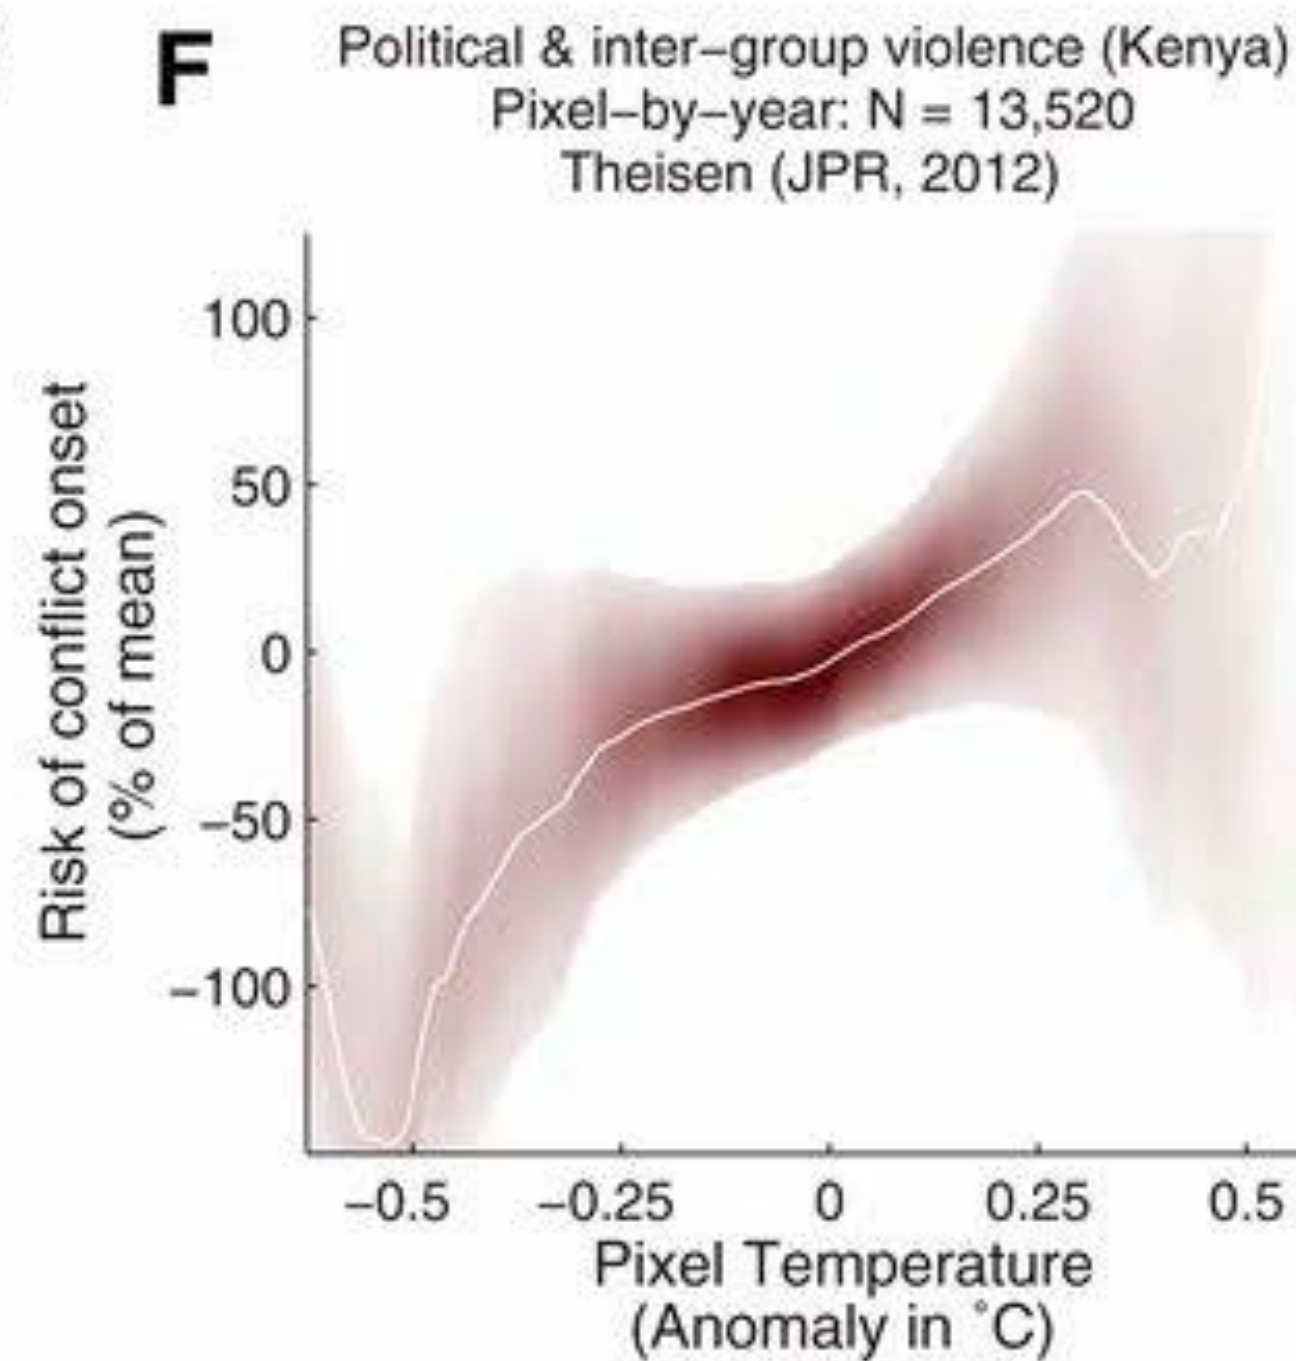 F
Political & inter-group violence (Kenya)
Pixel-by-year: N = 13,520
Theisen (JPR, 2012)
Risk of conflict onset
(% of mean)
100
50
0
−50
−100
−0.5
−0.25
0
0.25
0.5
Pixel Temperature
(Anomaly in ˚C)